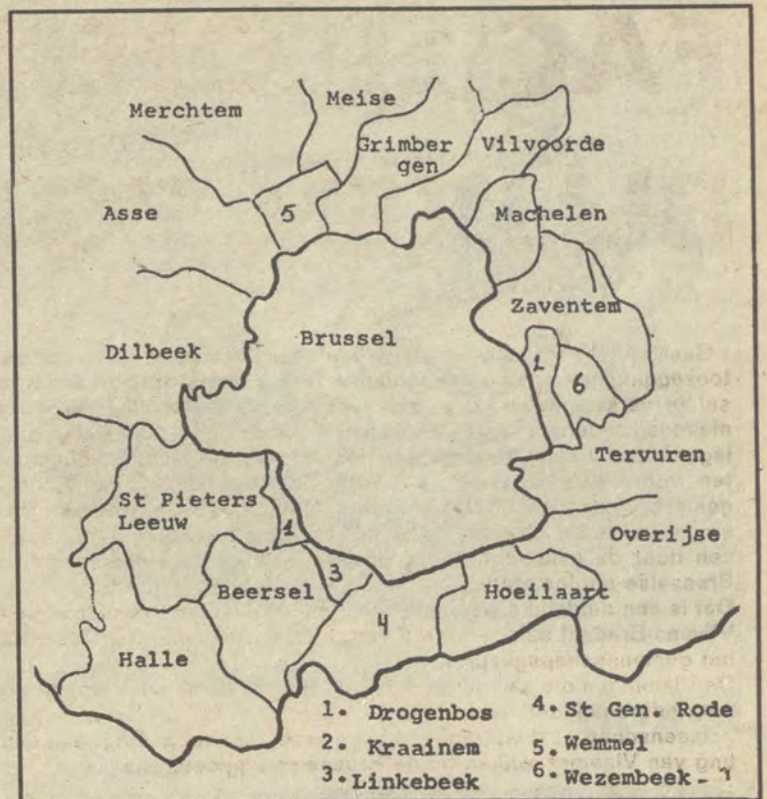 Merchtem
Meise
Grimber
gen
Vilvoorde
Asse
5
Machelen
Zaventem
Dilbeek
Brussel
1
6
Tervuren
St Pieters
Leeuw
1
Overijse
3
Beersel
Hoeilaart
4
Halle
1. Drogenbos
2. Kraainem
3. Linkebeek
4. St Gen. Rode
5. Wemmel
6. Wezembeek -